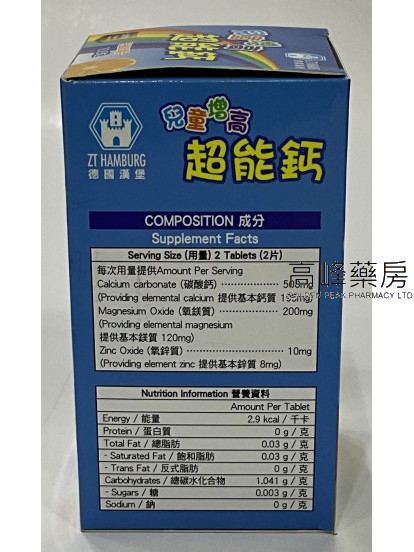 ZT HAMBURG
德國漢堡
兒童增高
超能鈣
COMPOSITION 成分
Supplement Facts
Serving Size (用量) 2 Tablets (2片)
每次用量提供Amount Per Serving
Calcium carbonate (碳酸鈣)
(Providing elemental calcium 提供基本鈣質
Magnesium Oxide (氧鎂質) 200mg
(Providing elemental magnesium
提供基本鎂質 120mg)
Zinc Oxide (氧鋅質) 10mg
(Providing elemental zinc 提供基本鋅質 8mg)
高峰藥房
PEAK PHARMACY LTD
Nutrition Information 營養資料
Amount Per Tablet
Energy / 能量 2.9 kcal / 千卡
Protein / 蛋白質 0 g / 克
Total Fat / 總脂肪 0.03 g / 克
- Saturated Fat / 飽和脂肪 0.03 g / 克
- Trans Fat / 反式脂肪 0 g / 克
Carbohydrates / 總碳水化合物 1.041 g / 克
- Sugars / 糖 0.003 g / 克
Sodium / 鈉 0 g / 克